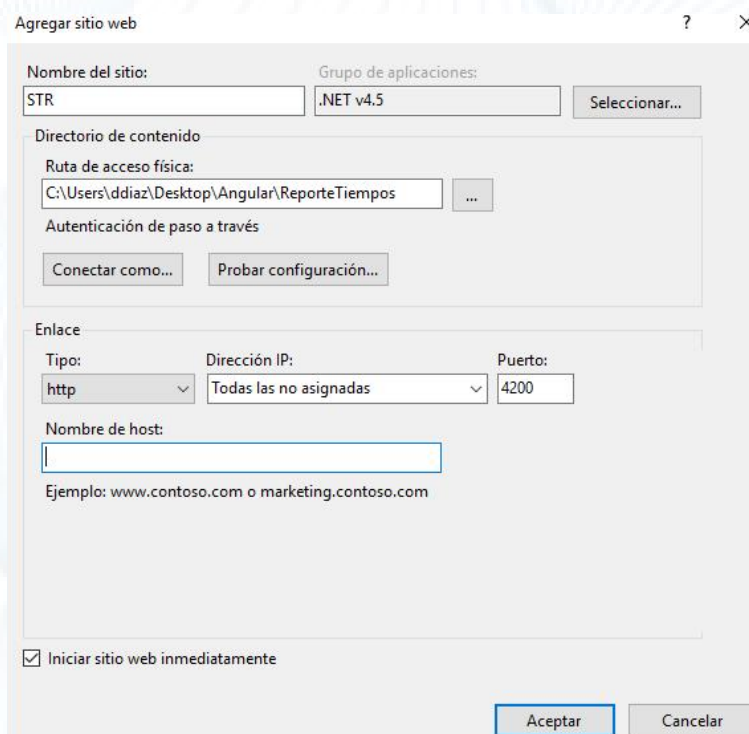 Agregar sitio web ? ×
Nombre del sitio: Grupo de aplicaciones:
STR .NET v4.5 Seleccionar...
Directorio de contenido
Ruta de acceso física:
C:\Users\ddiaz\Desktop\Angular\ReporteTiempos ...
Autenticación de paso a través
Conectar como... Probar configuración...
Enlace
Tipo: Dirección IP: Puerto:
http Todas las no asignadas 4200
Nombre de host:
Ejemplo: www.contoso.com o marketing.contoso.com
Iniciar sitio web inmediatamente
Aceptar Cancelar